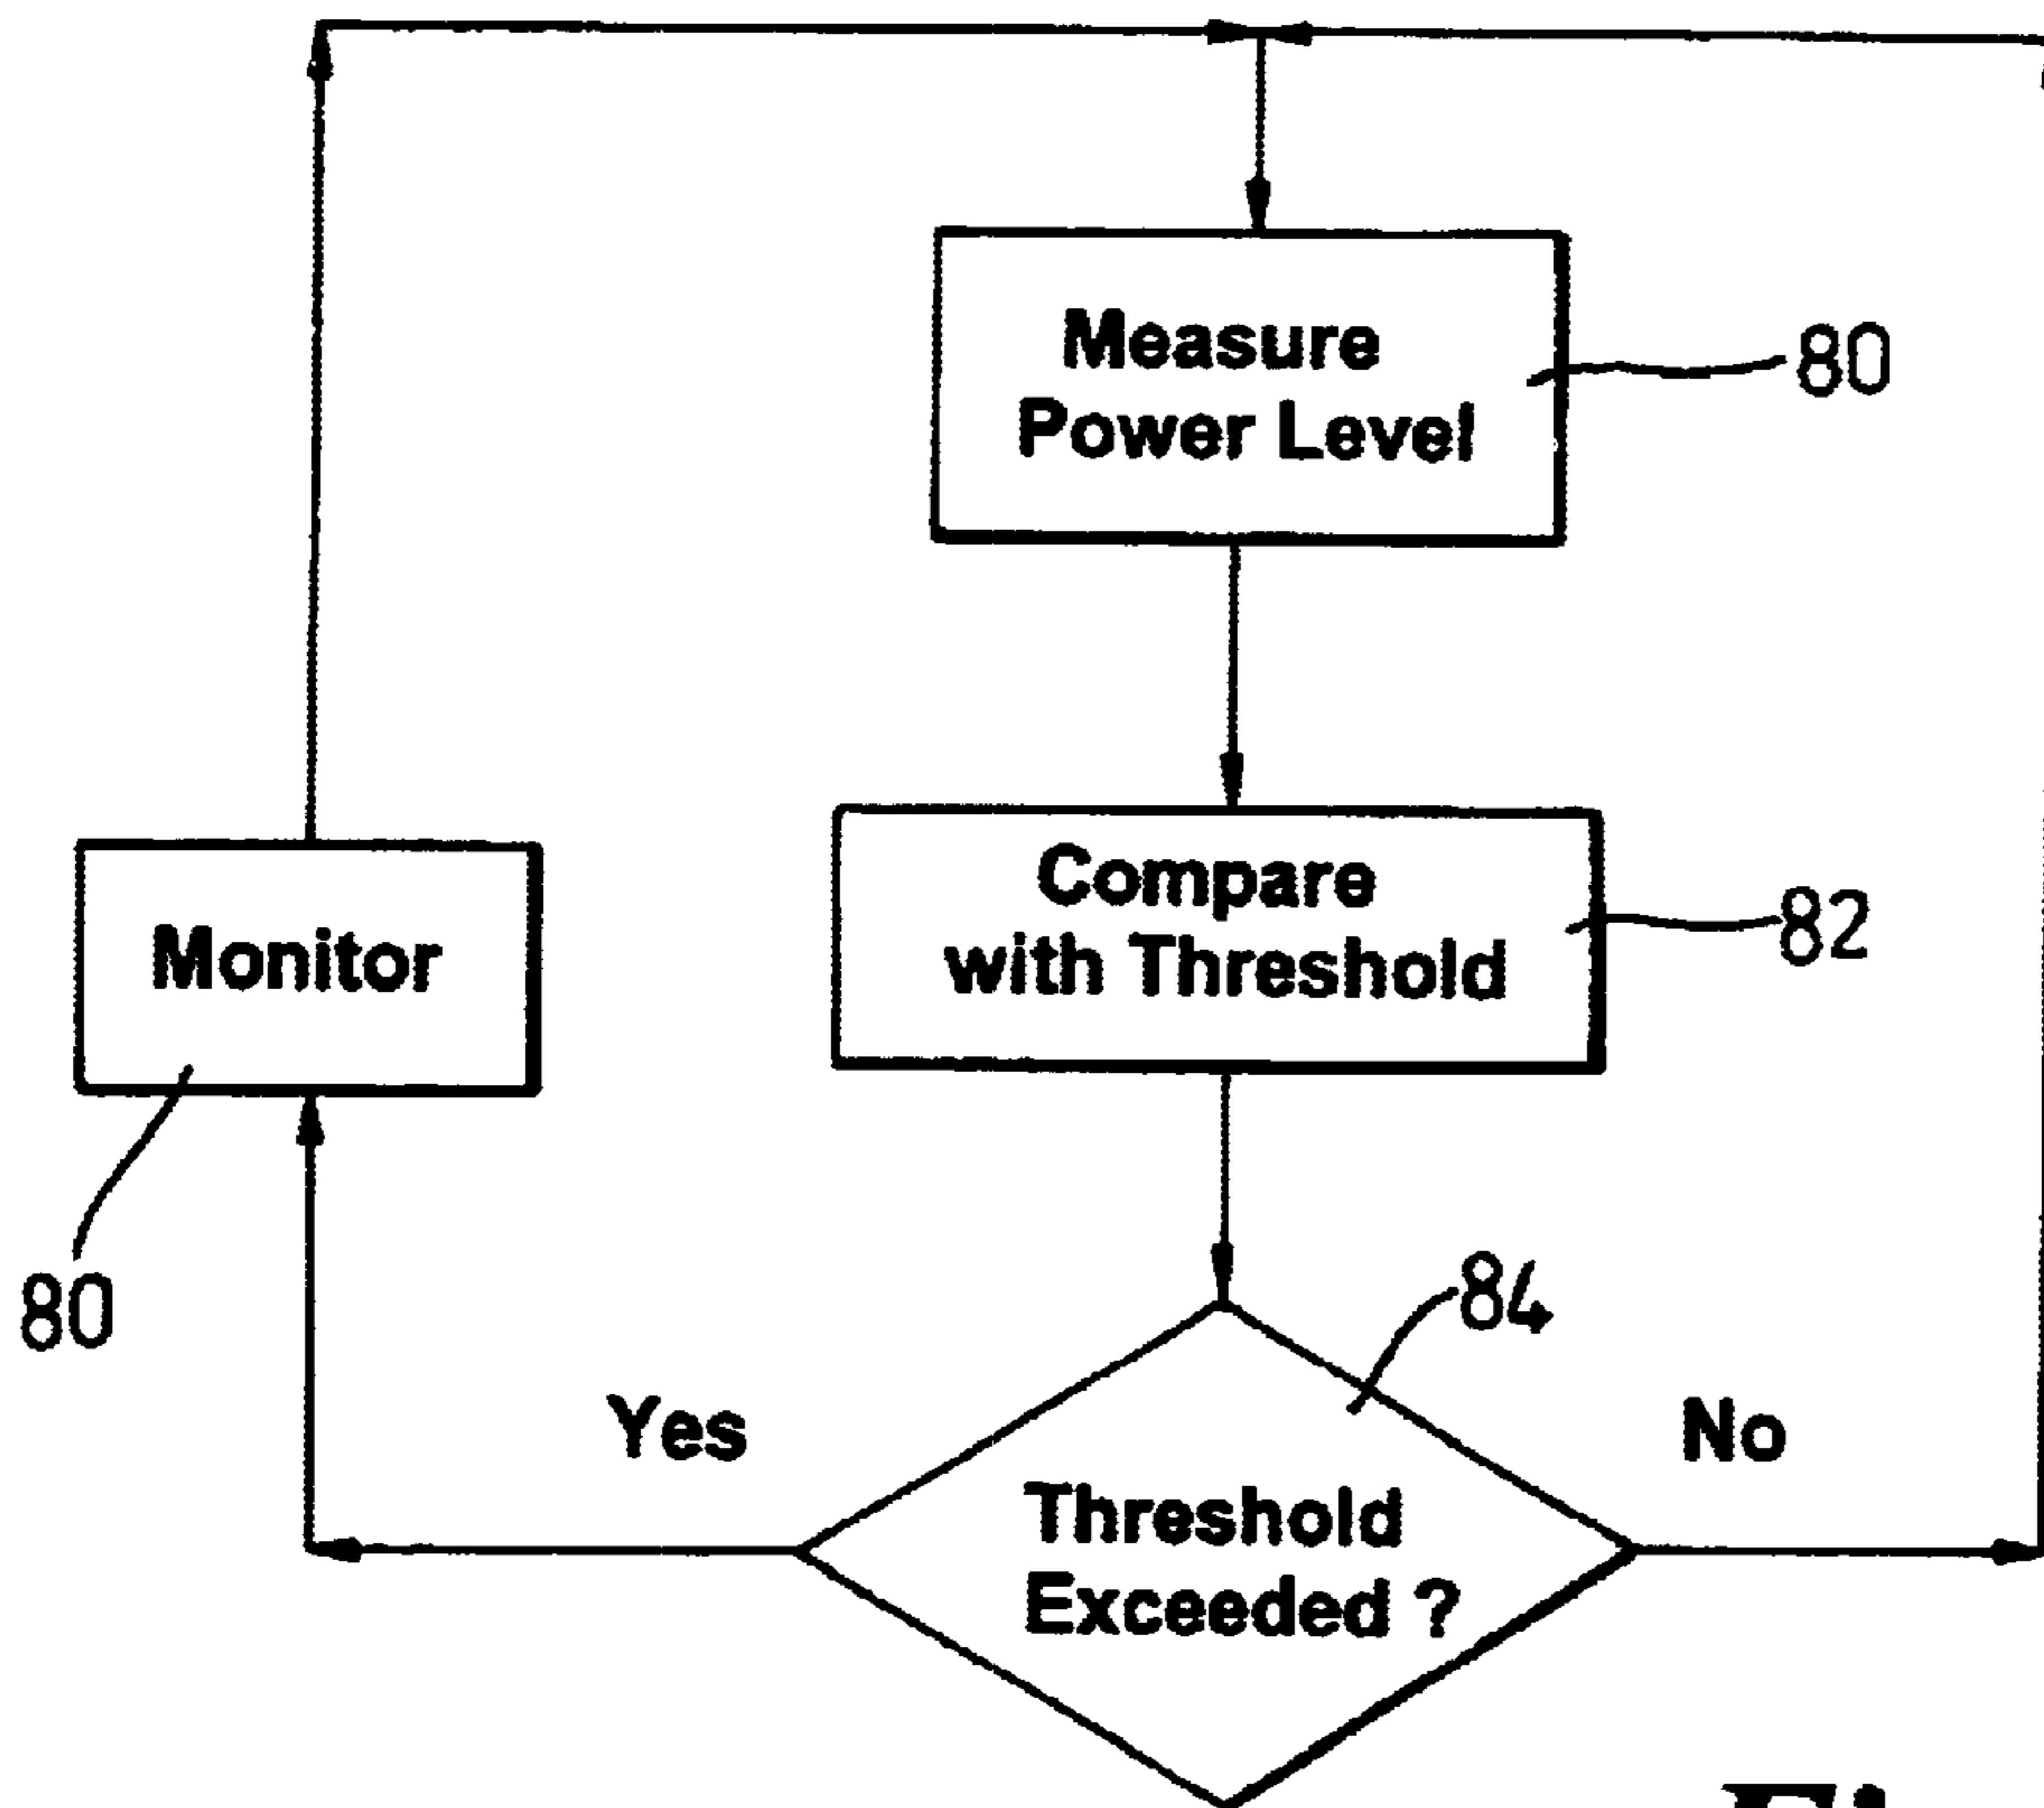 Measure
Power Level
80
Compare
with Threshold
82
Monitor
80
84
Yes
No
Threshold
Exceeded ?